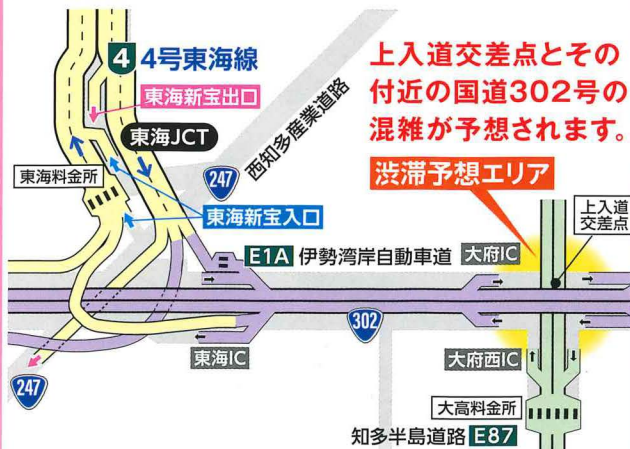 4 4号東海線
東海新宝出口
東海JCT
東海料金所
247
西知多産業道路
東海新宝入口
上入道交差点とその
付近の国道302号の
混雑が予想されます。
渋滞予想エリア
上入道
交差点
E1A 伊勢湾岸自動車道
大府IC
302
東海IC
247
大府西IC
大高料金所
知多半島道路 E87